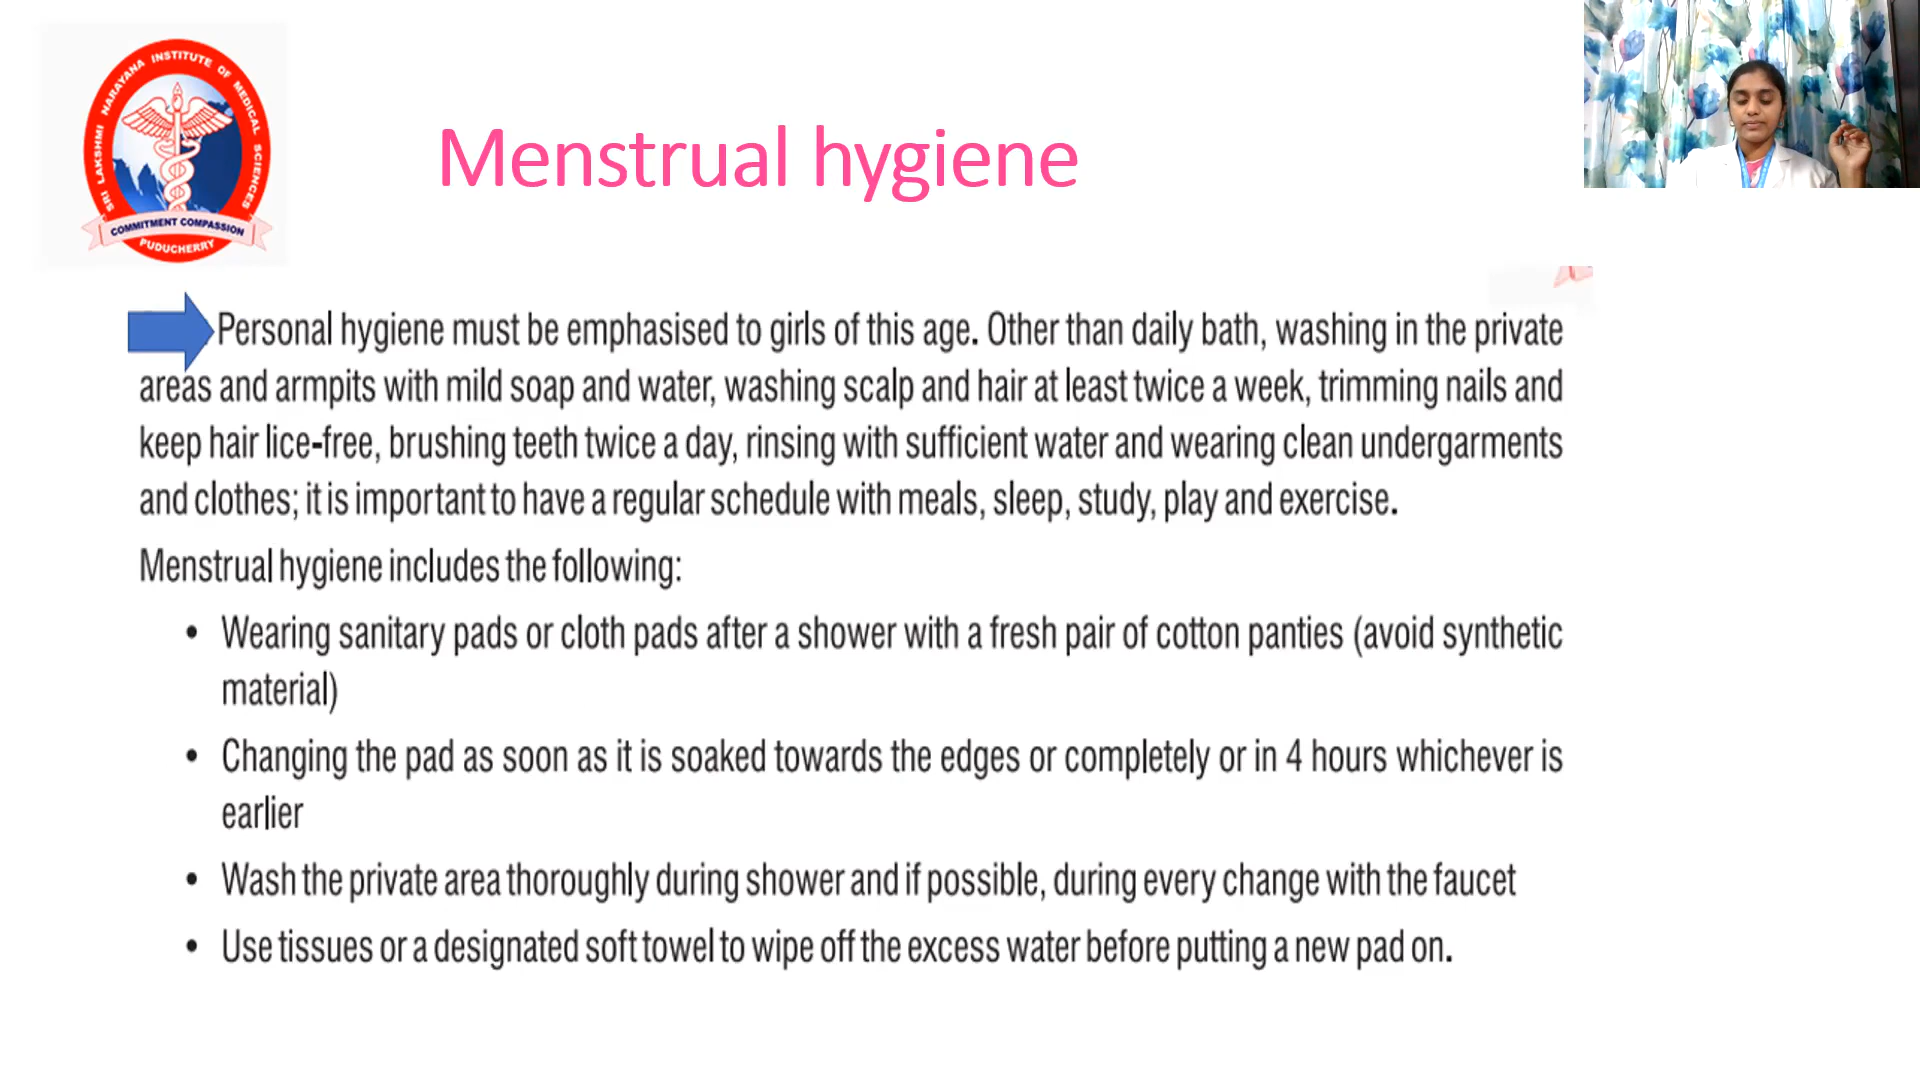 SRI LAKSHMI NARAYANA INSTITUTE OF MEDICAL SCIENCES
COMMITMENT COMPASSION
PUDUCHERRY
Menstrual hygiene
Personal hygiene must be emphasised to girls of this age. Other than daily bath, washing in the private
areas and armpits with mild soap and water, washing scalp and hair at least twice a week, trimming nails and
keep hair lice-free, brushing teeth twice a day, rinsing with sufficient water and wearing clean undergarments
and clothes; it is important to have a regular schedule with meals, sleep, study, play and exercise.
Menstrual hygiene includes the following:
• Wearing sanitary pads or cloth pads after a shower with a fresh pair of cotton panties (avoid synthetic
material)
• Changing the pad as soon as it is soaked towards the edges or completely or in 4 hours whichever is
earlier
• Wash the private area thoroughly during shower and if possible, during every change with the faucet
• Use tissues or a designated soft towel to wipe off the excess water before putting a new pad on.